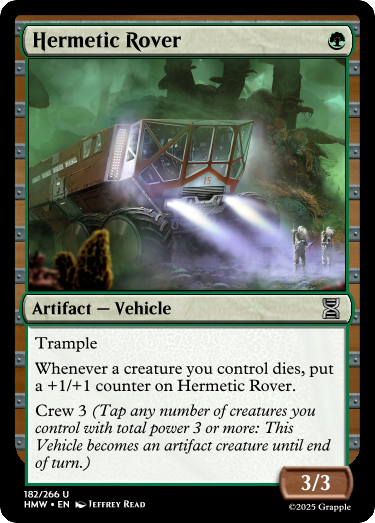 Hermetic Rover
Artifact — Vehicle
Trample
Whenever a creature you control dies, put
a +1/+1 counter on Hermetic Rover.
Crew 3 (Tap any number of creatures you
control with total power 3 or more: This
Vehicle becomes an artifact creature until end
of turn.)
3/3
182/266 U
HMW • EN Jeffrey Read
©2025 Grapple